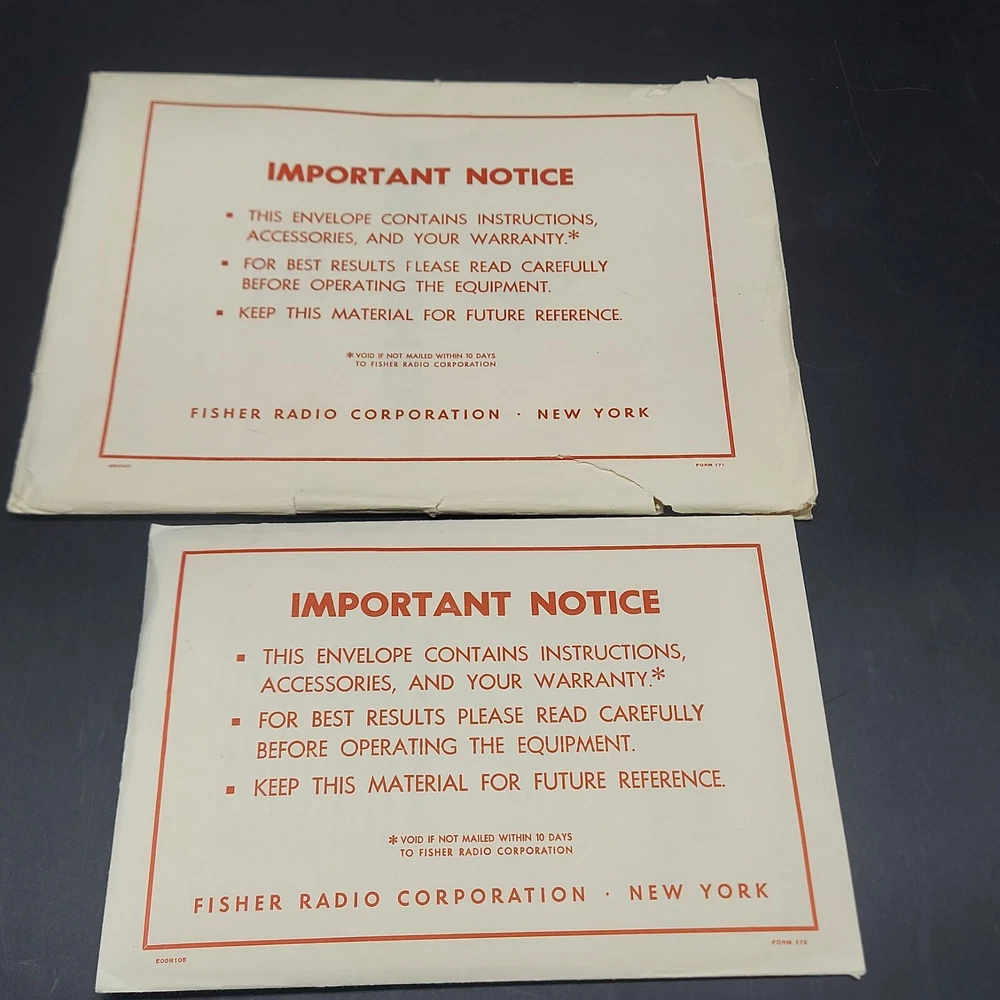 IMPORTANT NOTICE
▪ THIS ENVELOPE CONTAINS INSTRUCTIONS,
ACCESSORIES, AND YOUR WARRANTY.*
▪ FOR BEST RESULTS PLEASE READ CAREFULLY
BEFORE OPERATING THE EQUIPMENT.
▪ KEEP THIS MATERIAL FOR FUTURE REFERENCE.
* VOID IF NOT MAILED WITHIN 10 DAYS
TO FISHER RADIO CORPORATION
FISHER RADIO CORPORATION · NEW YORK
FORM 171
IMPORTANT NOTICE
▪ THIS ENVELOPE CONTAINS INSTRUCTIONS,
ACCESSORIES, AND YOUR WARRANTY.*
▪ FOR BEST RESULTS PLEASE READ CAREFULLY
BEFORE OPERATING THE EQUIPMENT.
▪ KEEP THIS MATERIAL FOR FUTURE REFERENCE.
* VOID IF NOT MAILED WITHIN 10 DAYS
TO FISHER RADIO CORPORATION
FISHER RADIO CORPORATION · NEW YORK
FORM 172